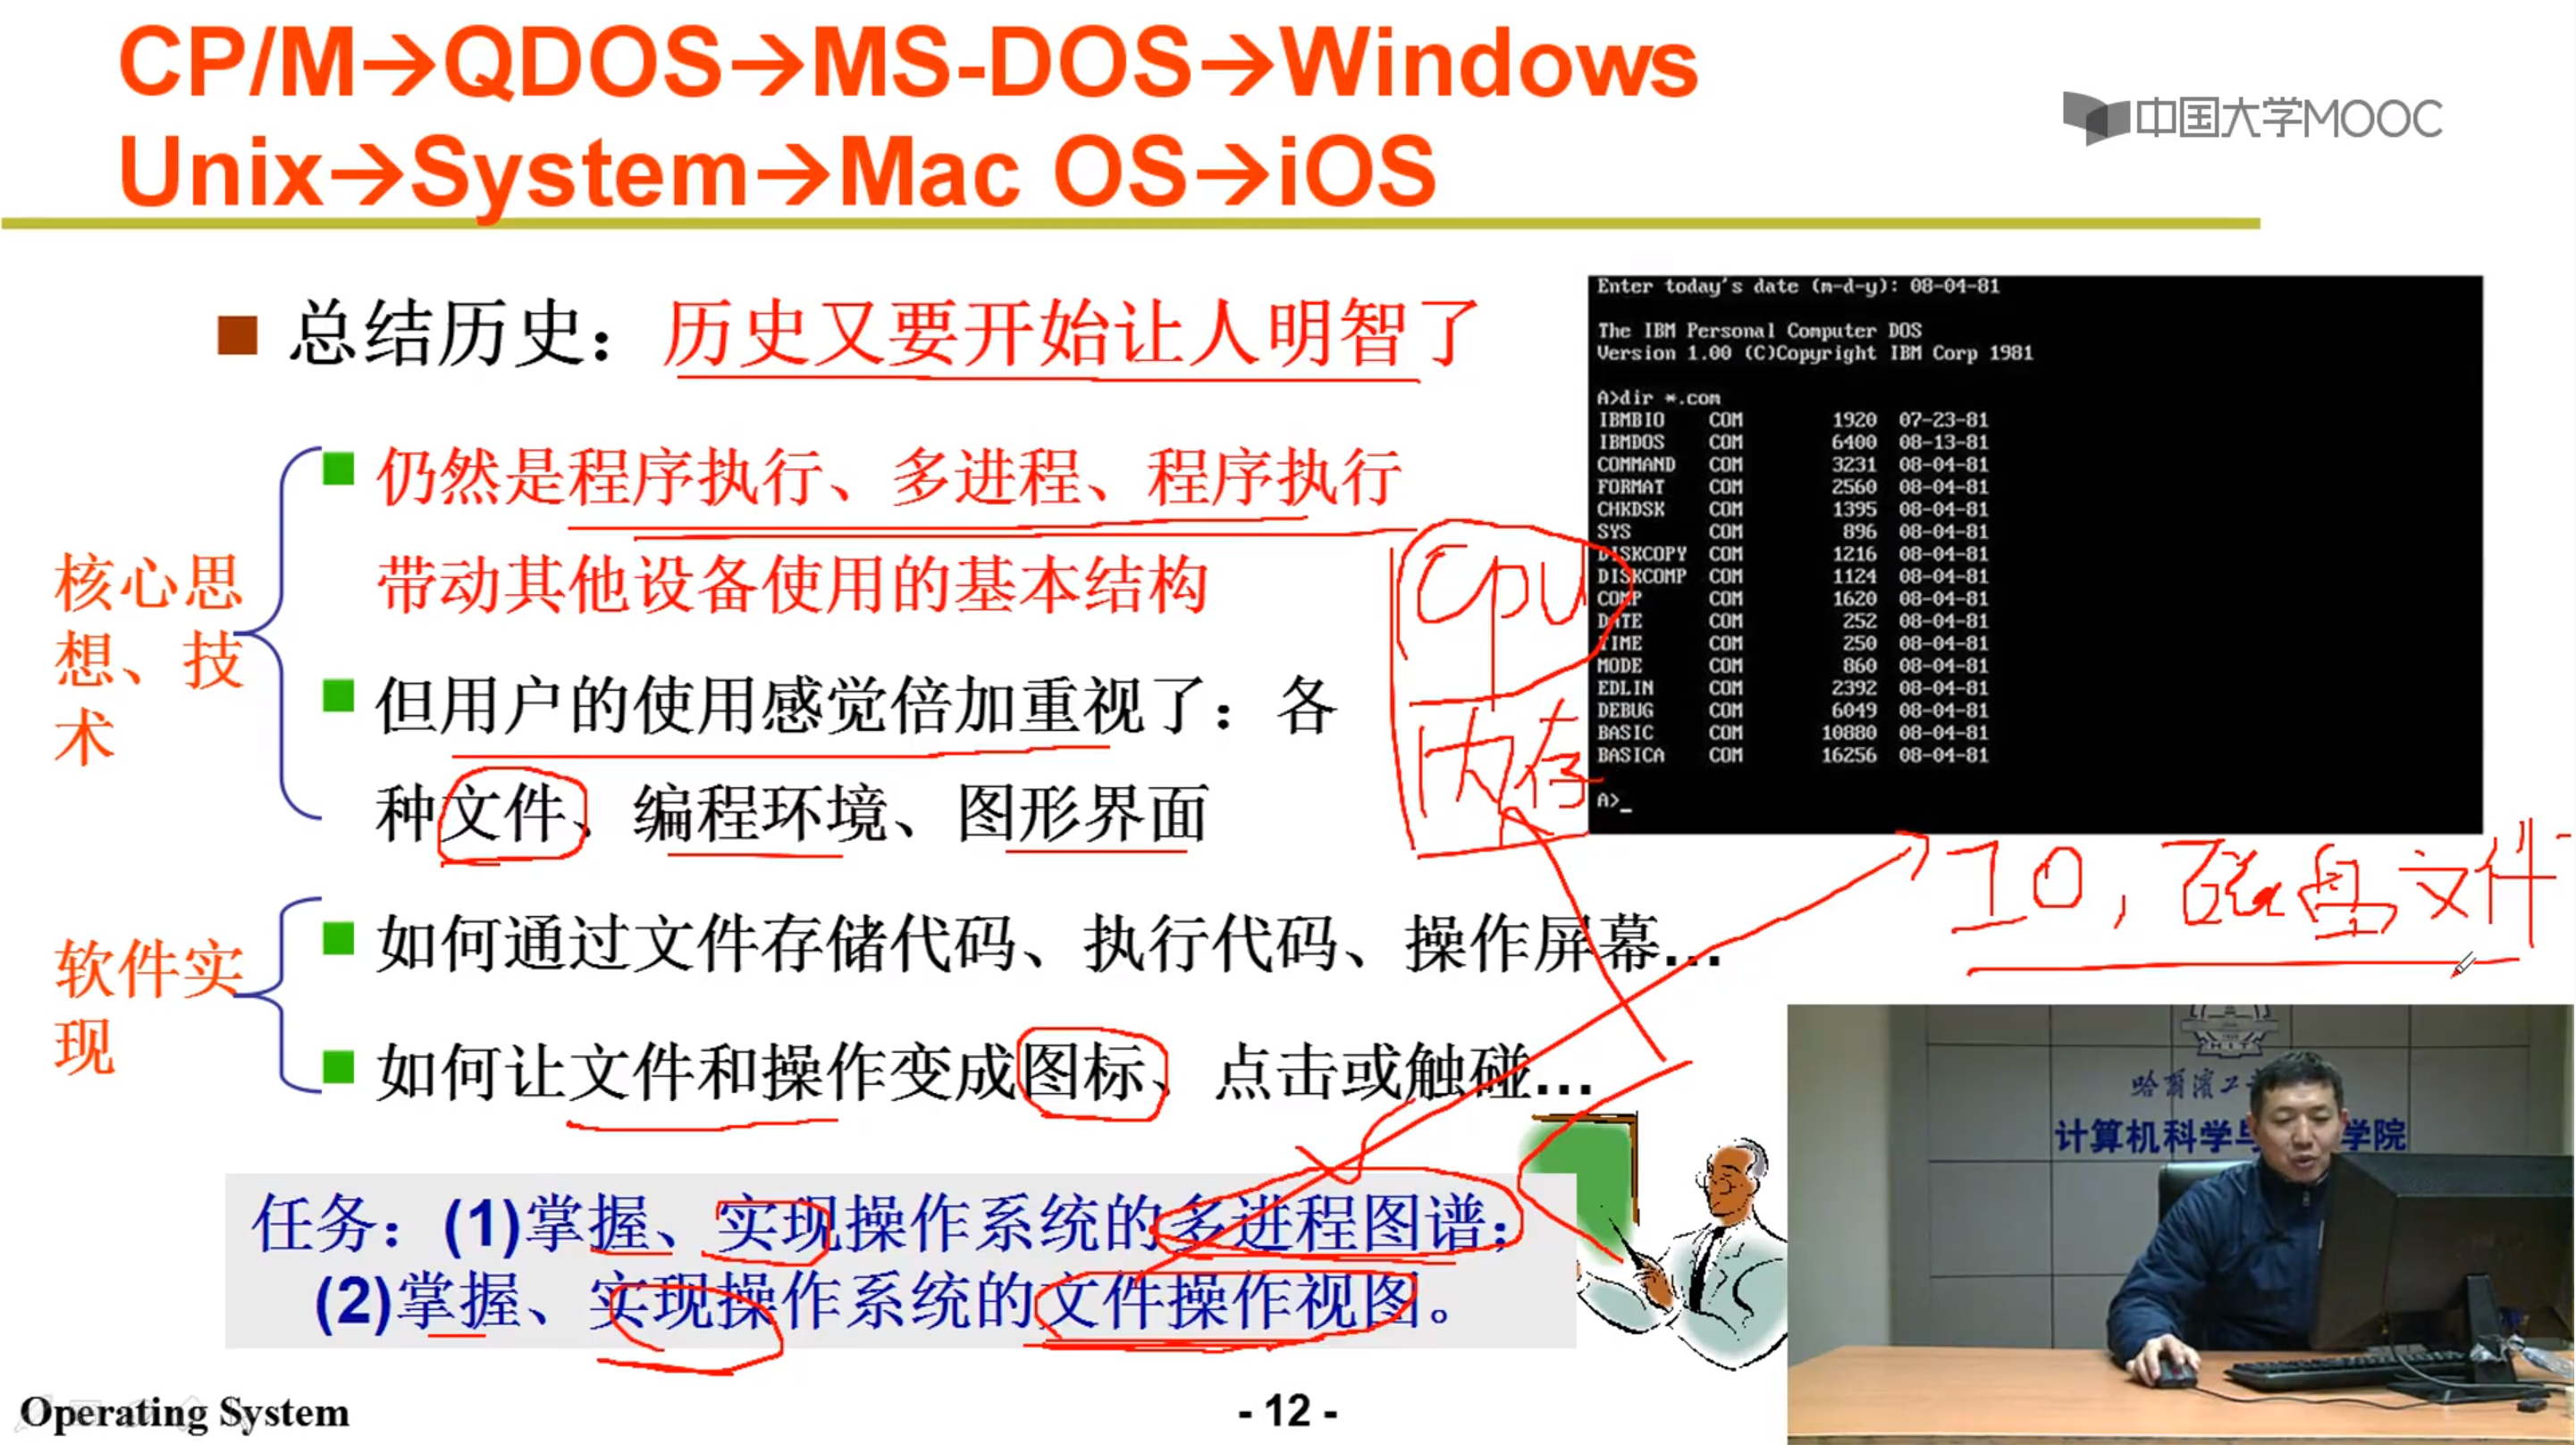 CP/M→QDOS→MS-DOS→Windows
Unix→System→Mac OS→iOS
中国大学MOOC
总结历史：历史又要开始让人明智了
核心思
想、技
术
仍然是程序执行、多进程、程序执行
带动其他设备使用的基本结构
但用户的使用感觉倍加重视了：各
种文件、编程环境、图形界面
软件实
现
如何通过文件存储代码、执行代码、操作屏幕…
如何让文件和操作变成图标、点击或触碰…
任务：(1)掌握、实现操作系统的多进程图谱；
(2)掌握、实现操作系统的文件操作视图。
Enter today's date (m-d-y): 08-04-81
The IBM Personal Computer DOS
Version 1.00 (C)Copyright IBM Corp 1981
A>dir *.com
IBMBIO COM 1920 07-23-81
IBMDOS COM 6400 08-13-81
COMMAND COM 3231 08-04-81
FORMAT COM 2560 08-04-81
CHKDSK COM 1395 08-04-81
SYS COM 896 08-04-81
DISKCOPY COM 1216 08-04-81
DISKCOMP COM 1124 08-04-81
COMP COM 1620 08-04-81
DATE COM 252 08-04-81
TIME COM 250 08-04-81
MODE COM 860 08-04-81
EDLIN COM 2392 08-04-81
DEBUG COM 6049 08-04-81
BASIC COM 10880 08-04-81
BASICA COM 16256 08-04-81
A>_
cpu
内存
IO，磁盘文件
HIT
哈尔滨工
计算机科学与 学院
Operating System
- 12 -